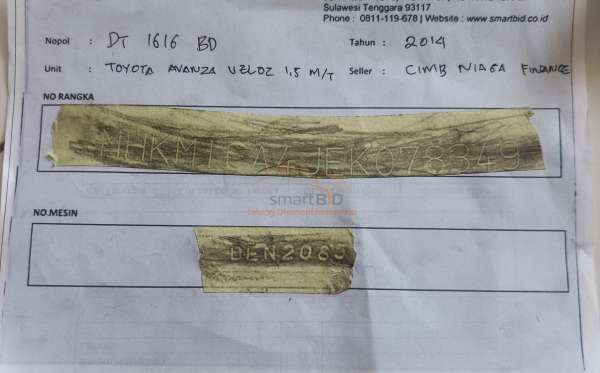 Sulawesi Tenggara 93117
Phone : 0811-119-678 | Website : www.smartbid.co.id
Nopol : DT 1616 BD Tahun : 2014
Unit : TOYOTA AVANZA VELOZ 1,5 M/T Seller : CIMB NIAGA FINANCE
NO RANGKA
MHKM1CA4JEK078349
smartBID
NO.MESIN
DEN2083